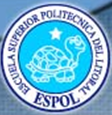 ESCUELA SUPERIOR POLITECNICA DEL LITORAL
ESPOL